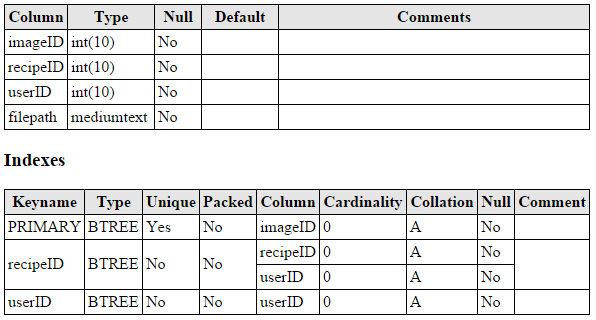 Column Type Null Default Comments
imageID int(10) No
recipeID int(10) No
userID int(10) No
filepath mediumtext No
Indexes
Keyname Type Unique Packed Column Cardinality Collation Null Comment
PRIMARY BTREE Yes No imageID 0 A No
recipeID BTREE No No recipeID 0 A No
userID 0 A No
userID BTREE No No userID 0 A No